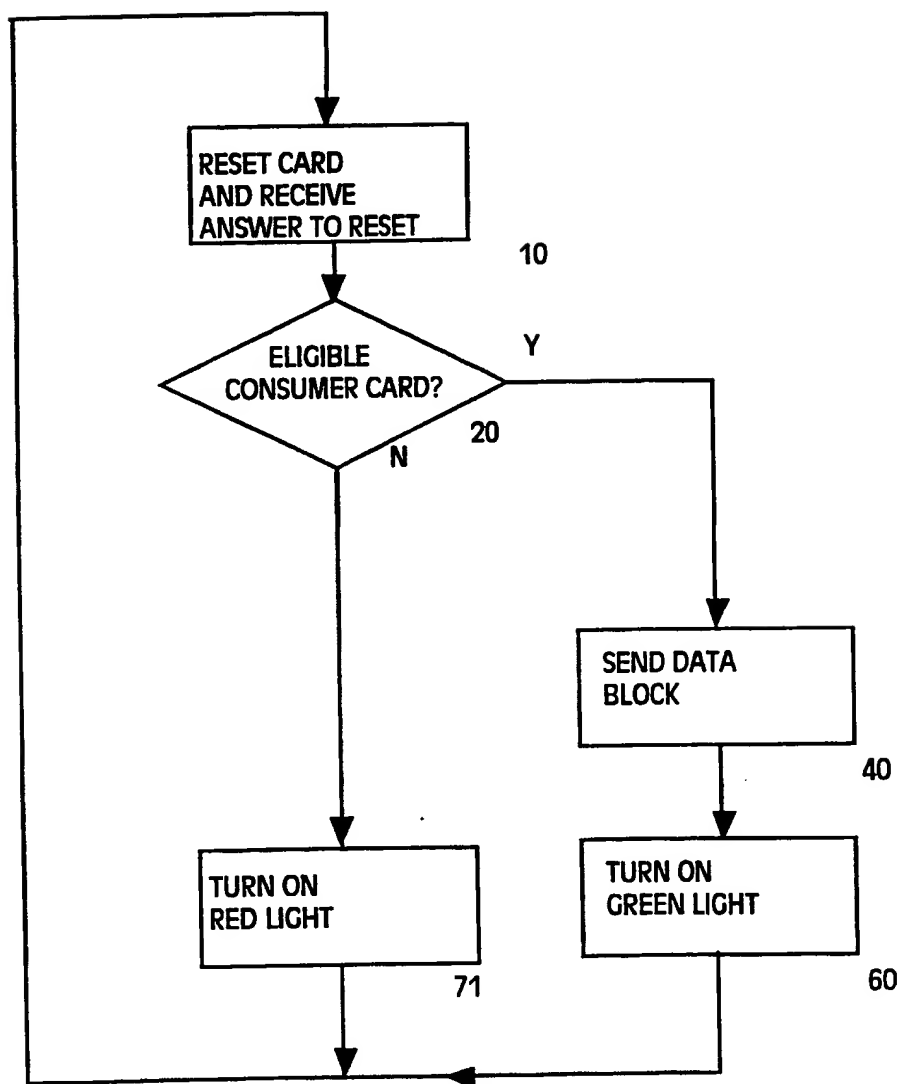 RESET CARD
AND RECEIVE
ANSWER TO RESET
10
ELIGIBLE
CONSUMER CARD?
Y
20
N
SEND DATA
BLOCK
40
TURN ON
RED LIGHT
71
TURN ON
GREEN LIGHT
60